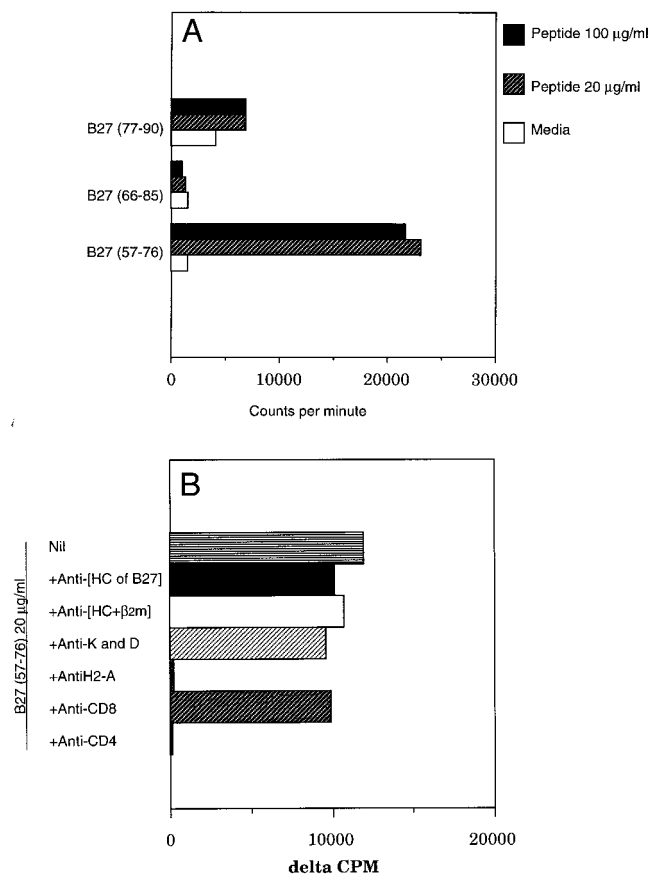 A
Peptide 100 µg/ml
Peptide 20 µg/ml
Media
B27 (77-90)
B27 (66-85)
B27 (57-76)
0 10000 20000 30000
Counts per minute
B
B27 (57-76) 20 µg/ml
Nil
+Anti-[HC of B27]
+Anti-[HC+β2m]
+Anti-K and D
+AntiH2-A
+Anti-CD8
+Anti-CD4
0 10000 20000
delta CPM